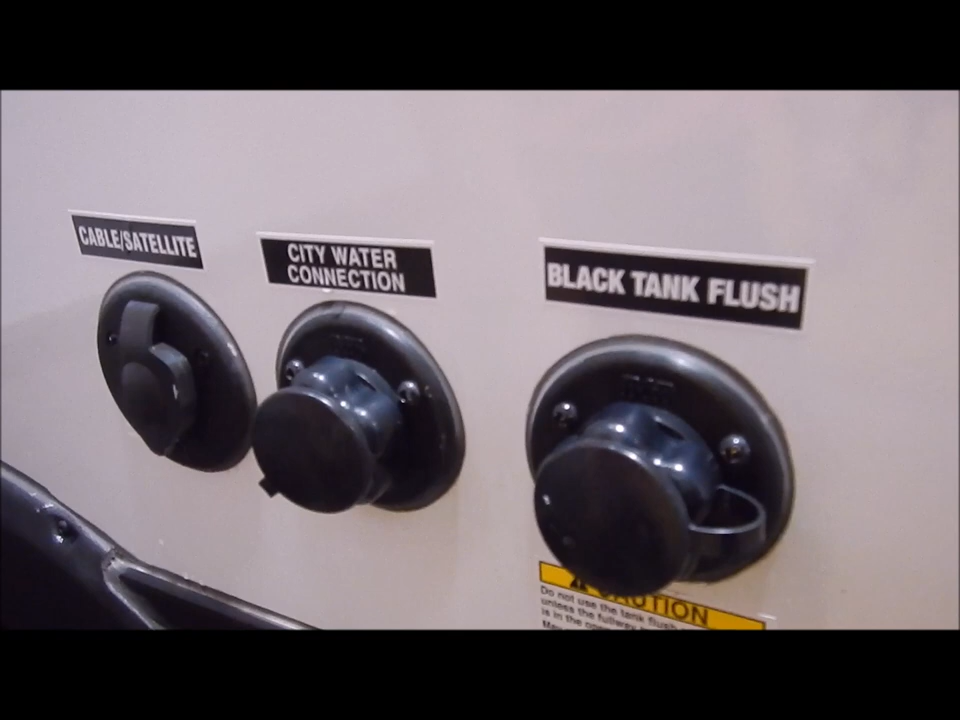 CABLE/SATELLITE
CITY WATER
CONNECTION
BLACK TANK FLUSH
CAUTION
Do not use the tank flush
unless the fullway
is in the